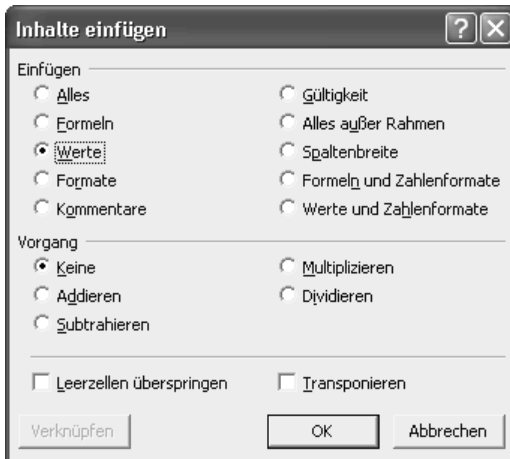 Inhalte einfügen
Einfügen
Alles
Gültigkeit
Formeln
Alles außer Rahmen
Werte
Spaltenbreite
Formate
Formeln und Zahlenformate
Kommentare
Werte und Zahlenformate
Vorgang
Keine
Multiplizieren
Addieren
Dividieren
Subtrahieren
Leerzellen überspringen
Transponieren
Verknüpfen
OK
Abbrechen